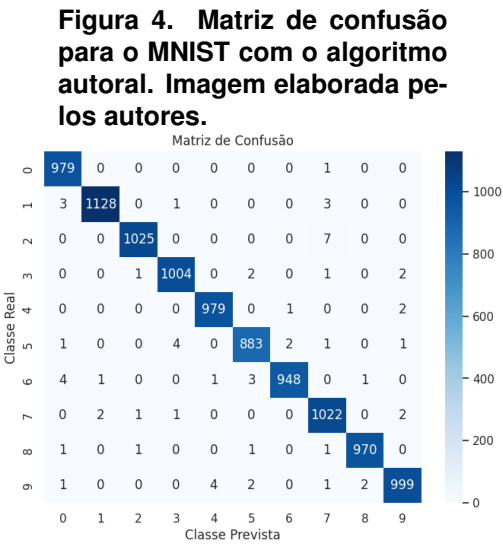 Figura 4. Matriz de confusão
para o MNIST com o algoritmo
autoral. Imagem elaborada pe-
los autores.
Matriz de Confusão
0 979 0 0 0 0 0 0 1 0 0
1 3 1128 0 1 0 0 0 3 0 0
2 0 0 1025 0 0 0 0 7 0 0
3 0 0 1 1004 0 2 0 1 0 2
4 0 0 0 0 979 0 1 0 0 2
5 1 0 0 4 0 883 2 1 0 1
6 4 1 0 0 1 3 948 0 1 0
7 0 2 1 1 0 0 0 1022 0 2
8 1 0 1 0 0 1 0 1 970 0
9 1 0 0 0 4 2 0 1 2 999
0 1 2 3 4 5 6 7 8 9
Classe Prevista
Classe Real
1000
800
600
400
200
0